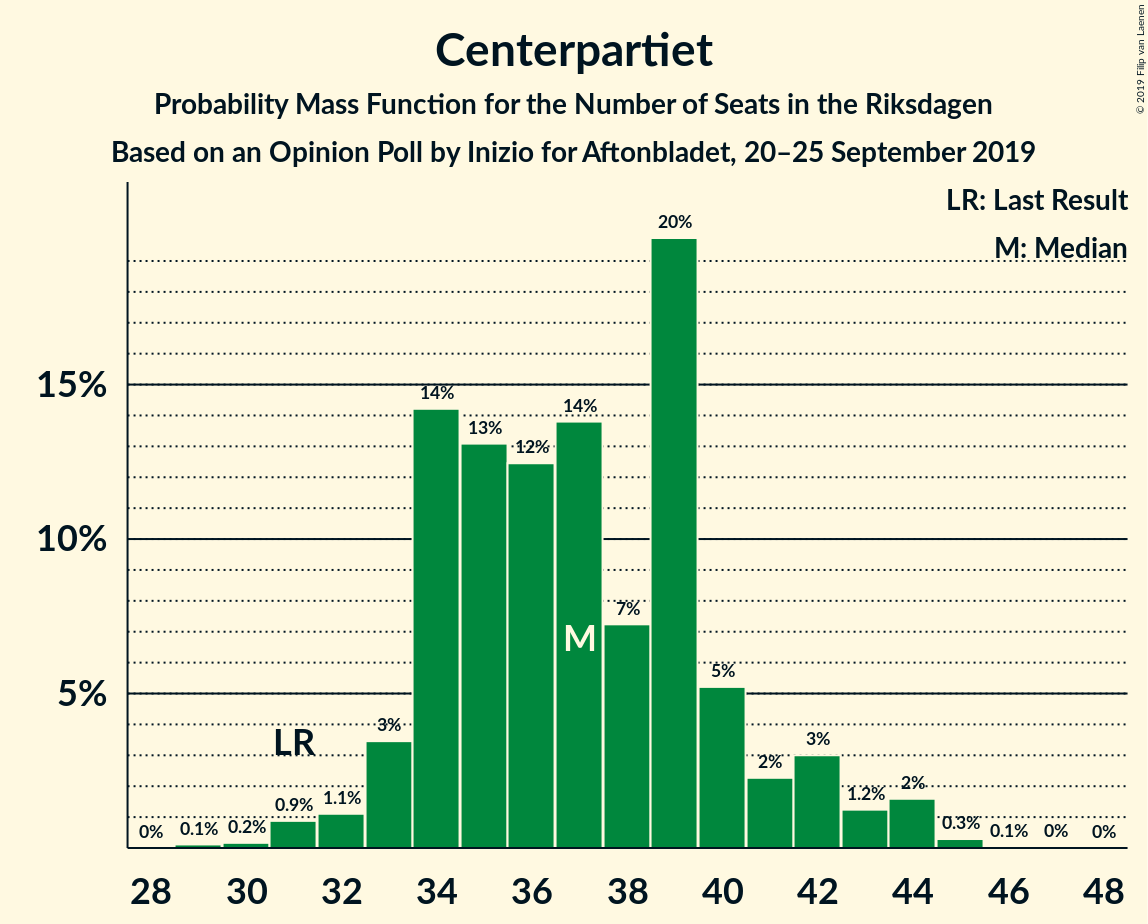 Centerpartiet
Probability Mass Function for the Number of Seats in the Riksdagen
Based on an Opinion Poll by Inizio for Aftonbladet, 20–25 September 2019
© 2019 Filip van Laenen
LR: Last Result
M: Median
20%
15%
14%
14%
13%
12%
10%
7%
M
5%
5%
3%
LR
3%
2%
2%
1.2%
1.1%
0.9%
0.3%
0.2%
0.1%
0%
0.1%
0%
0%
28 30 32 34 36 38 40 42 44 46 48